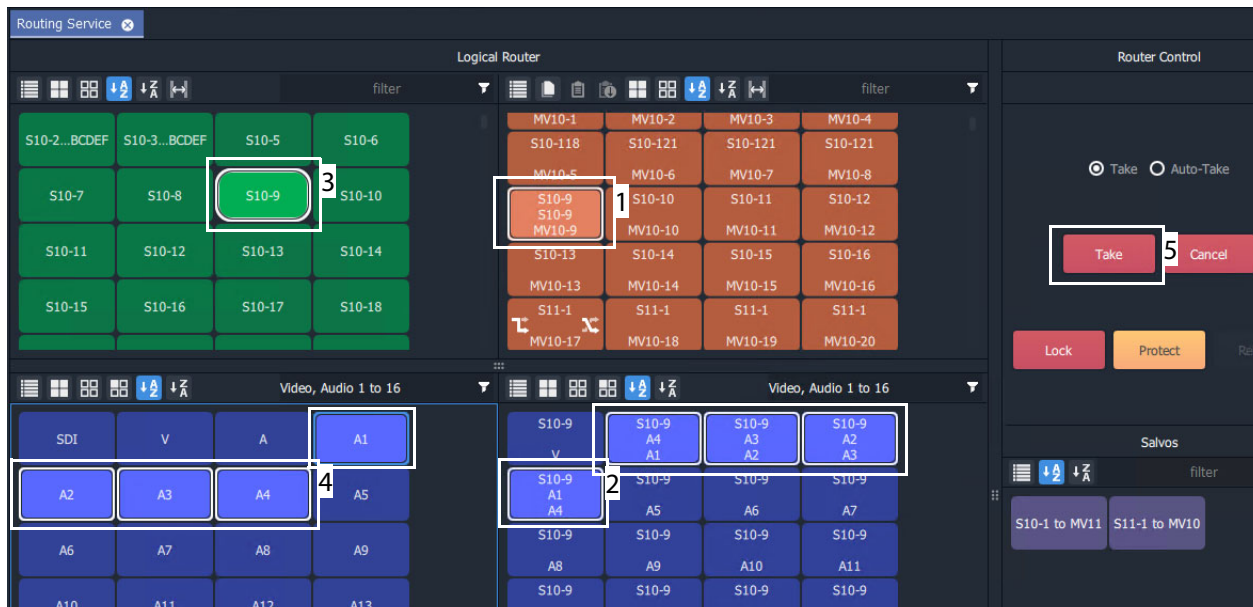 Routing Service
Logical Router
Router Control
filter
filter
S10-2...BCDEF S10-3...BCDEF S10-5 S10-6
S10-7 S10-8 S10-9 S10-10
3
S10-11 S10-12 S10-13 S10-14
S10-15 S10-16 S10-17 S10-18
MV10-1 MV10-2 MV10-3 MV10-4
S10-118 S10-121 S10-121 S10-121
MV10-5 MV10-6 MV10-7 MV10-8
S10-9 S10-10 S10-11 S10-12
S10-9
MV10-9 MV10-10 MV10-11 MV10-12
1
S10-13 S10-14 S10-15 S10-16
MV10-13 MV10-14 MV10-15 MV10-16
S11-1 S11-1 S11-1 S11-1
MV10-17 MV10-18 MV10-19 MV10-20
Take Auto-Take
Take 5 Cancel
Lock Protect Re
Video, Audio 1 to 16
SDI V A A1
A2 A3 A4 4 A5
A6 A7 A8 A9
A10 A11 A12 A13
Video, Audio 1 to 16
S10-9 S10-9 S10-9 S10-9
A4 A3 A2
V A1 A2 A3
S10-9 S10-9 S10-9 S10-9
A1 2
A4 A5 A6 A7
S10-9 S10-9 S10-9 S10-9
A8 A9 A10 A11
S10-9 S10-9 S10-9 S10-9
Salvos
filter
S10-1 to MV11 S11-1 to MV10